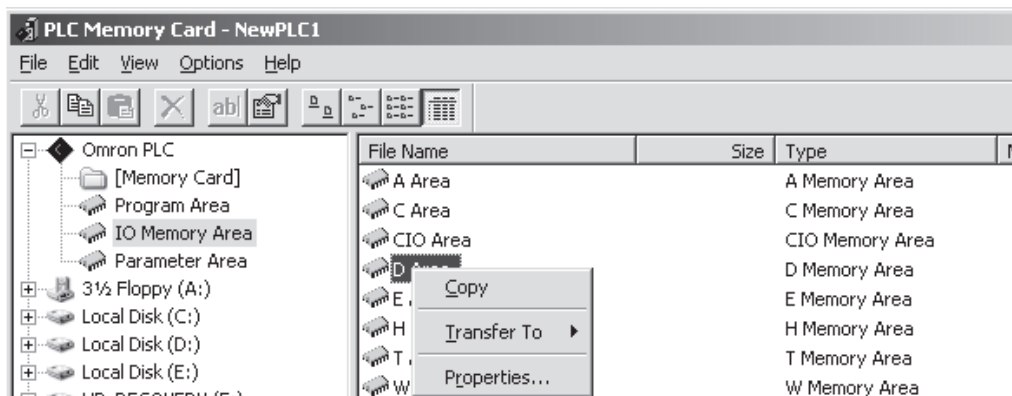 PLC Memory Card - NewPLC1
File Edit View Options Help
ab|
Omron PLC
[Memory Card]
Program Area
IO Memory Area
Parameter Area
3½ Floppy (A:)
Local Disk (C:)
Local Disk (D:)
Local Disk (E:)
File Name Size Type
A Area A Memory Area
C Area C Memory Area
CIO Area CIO Memory Area
D Area D Memory Area
E E Memory Area
H H Memory Area
T T Memory Area
W W Memory Area
Copy
Transfer To
Properties...